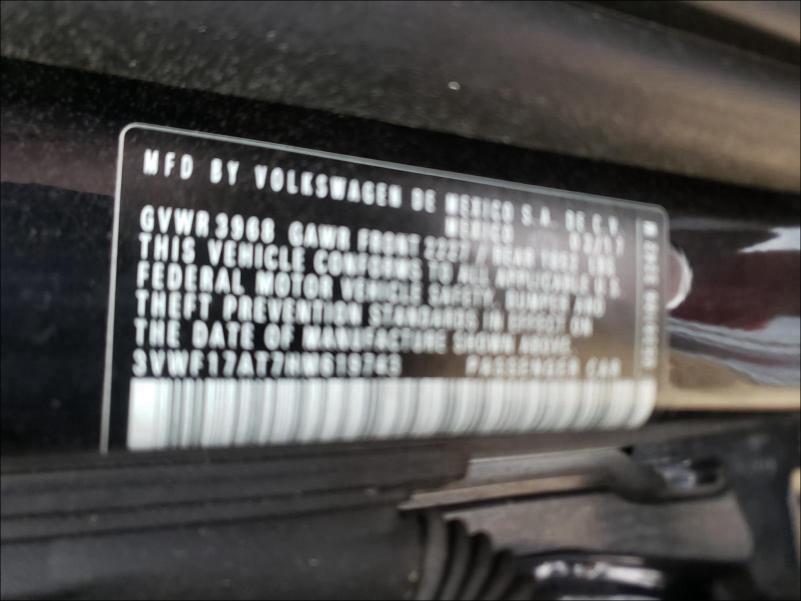 MFD BY VOLKSWAGEN DE MEXICO S.A. DE C.V.
MEXICO
GVWR 3968 GAWR FRONT 2227 / REAR LBS
THIS VEHICLE CONFORMS TO ALL APPLICABLE U.S.
FEDERAL MOTOR VEHICLE SAFETY, BUMPER AND
THEFT PREVENTION STANDARDS IN EFFECT ON
THE DATE OF MANUFACTURE SHOWN ABOVE.
PASSENGER CAR